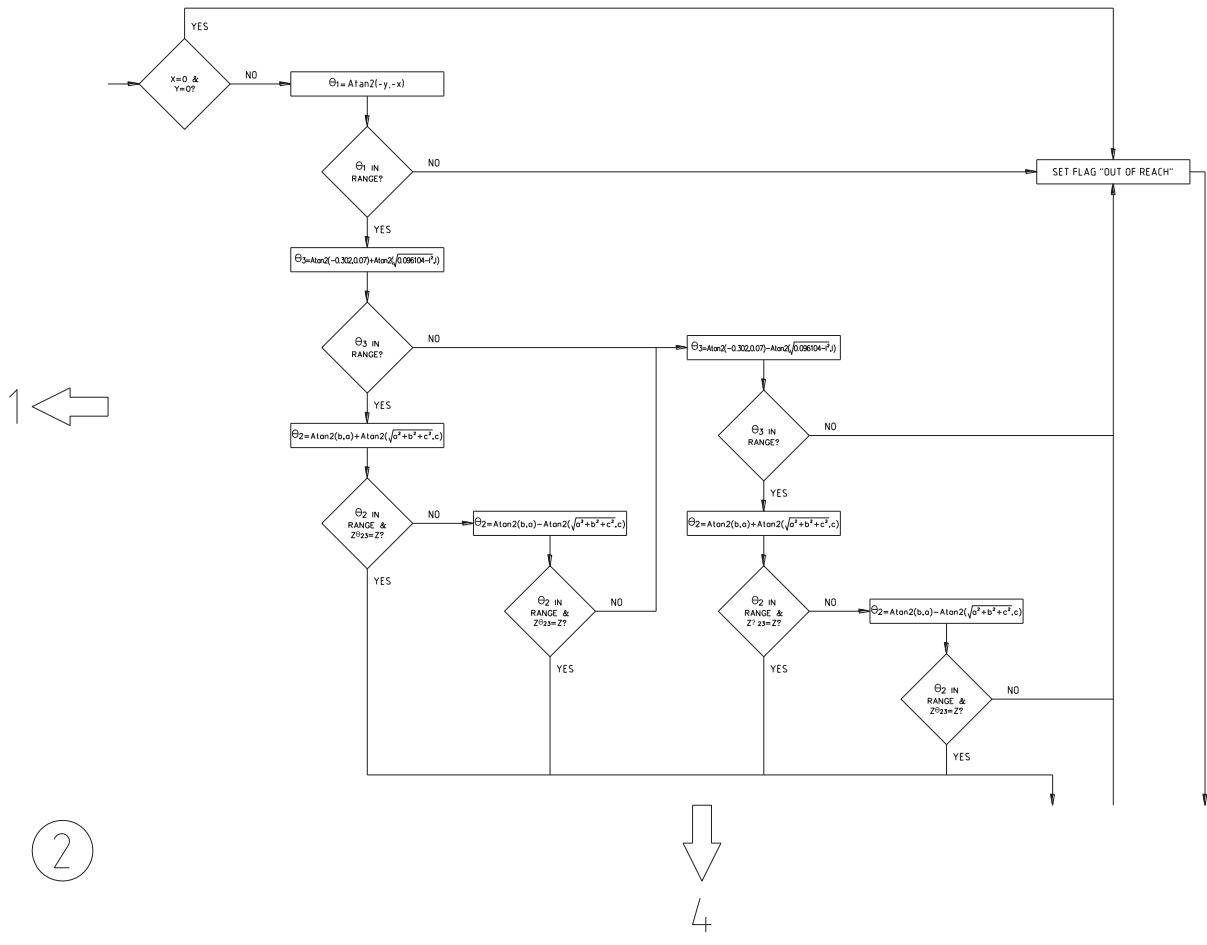 YES
X=0 &
Y=0?
NO
Θ1=Atan2(-y,-x)
Θ1 IN
RANGE?
NO
SET FLAG "OUT OF REACH"
YES
Θ3=Atan2(-0.302,0.07)+Atan2(√0.096104-i²,J)
Θ3 IN
RANGE?
NO
Θ3=Atan2(-0.302,0.07)-Atan2(√0.096104-i²,J)
YES
Θ2=Atan2(b,a)+Atan2(√a²+b²+c²,c)
Θ3 IN
RANGE?
NO
YES
Θ2 IN
RANGE &
ZΘ23=Z?
NO
Θ2=Atan2(b,a)-Atan2(√a²+b²+c²,c)
Θ2=Atan2(b,a)+Atan2(√a²+b²+c²,c)
YES
Θ2 IN
RANGE &
ZΘ23=Z?
NO
Θ2 IN
RANGE &
Z? 23=Z?
NO
Θ2=Atan2(b,a)-Atan2(√a²+b²+c²,c)
YES
YES
Θ2 IN
RANGE &
ZΘ23=Z?
NO
YES
1
2
4